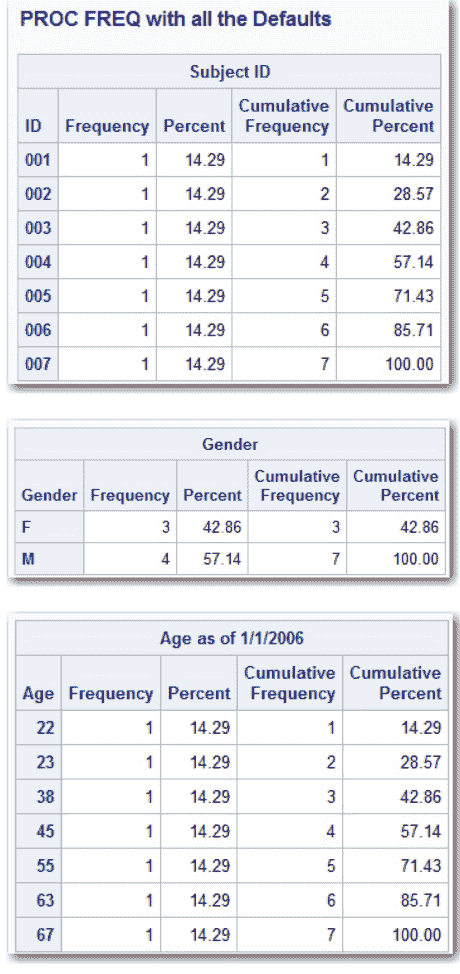 PROC FREQ with all the Defaults
Subject ID
ID Frequency Percent Cumulative Frequency Cumulative Percent
001 1 14.29 1 14.29
002 1 14.29 2 28.57
003 1 14.29 3 42.86
004 1 14.29 4 57.14
005 1 14.29 5 71.43
006 1 14.29 6 85.71
007 1 14.29 7 100.00
Gender
Gender Frequency Percent Cumulative Frequency Cumulative Percent
F 3 42.86 3 42.86
M 4 57.14 7 100.00
Age as of 1/1/2006
Age Frequency Percent Cumulative Frequency Cumulative Percent
22 1 14.29 1 14.29
23 1 14.29 2 28.57
38 1 14.29 3 42.86
45 1 14.29 4 57.14
55 1 14.29 5 71.43
63 1 14.29 6 85.71
67 1 14.29 7 100.00